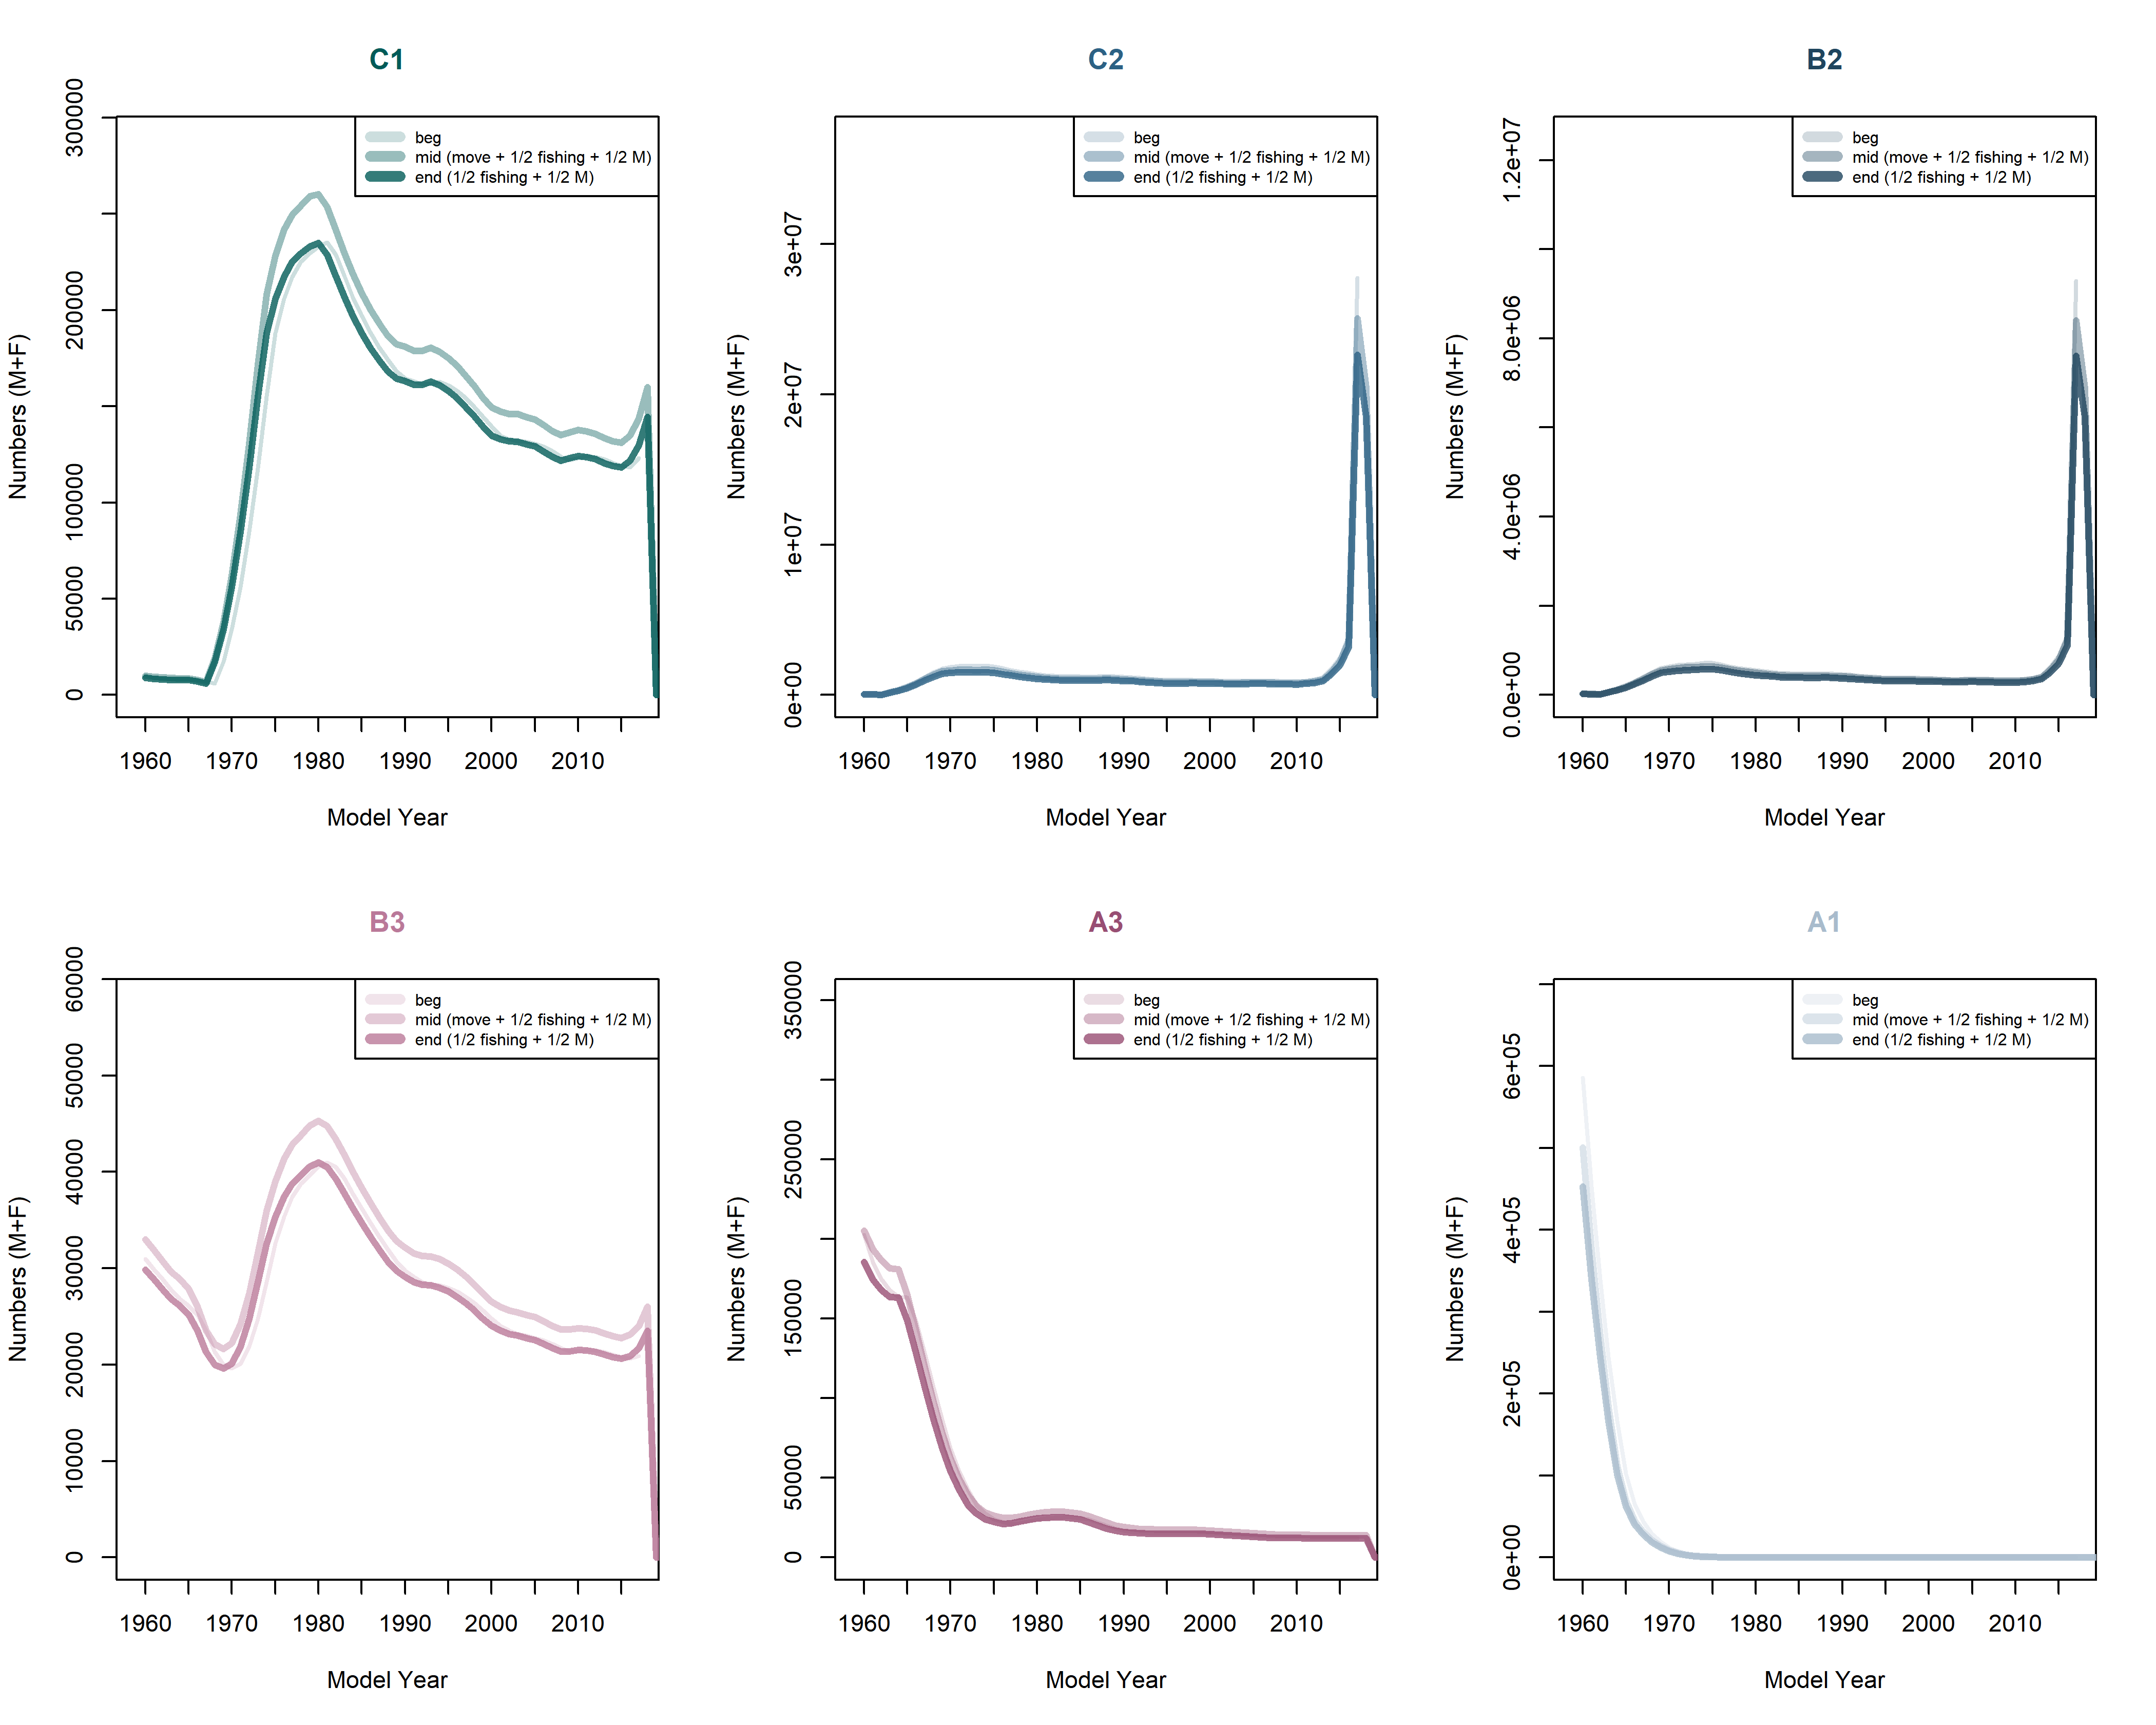 C1
Numbers (M+F)
300000
200000
100000
50000
0
beg
mid (move + 1/2 fishing + 1/2 M)
end (1/2 fishing + 1/2 M)
1960 1970 1980 1990 2000 2010
Model Year
C2
Numbers (M+F)
3e+07
2e+07
1e+07
0e+00
beg
mid (move + 1/2 fishing + 1/2 M)
end (1/2 fishing + 1/2 M)
1960 1970 1980 1990 2000 2010
Model Year
B2
Numbers (M+F)
1.2e+07
8.0e+06
4.0e+06
0.0e+00
beg
mid (move + 1/2 fishing + 1/2 M)
end (1/2 fishing + 1/2 M)
1960 1970 1980 1990 2000 2010
Model Year
B3
Numbers (M+F)
60000
50000
40000
30000
20000
10000
0
beg
mid (move + 1/2 fishing + 1/2 M)
end (1/2 fishing + 1/2 M)
1960 1970 1980 1990 2000 2010
Model Year
A3
Numbers (M+F)
350000
250000
150000
50000
0
beg
mid (move + 1/2 fishing + 1/2 M)
end (1/2 fishing + 1/2 M)
1960 1970 1980 1990 2000 2010
Model Year
A1
Numbers (M+F)
6e+05
4e+05
2e+05
0e+00
beg
mid (move + 1/2 fishing + 1/2 M)
end (1/2 fishing + 1/2 M)
1960 1970 1980 1990 2000 2010
Model Year